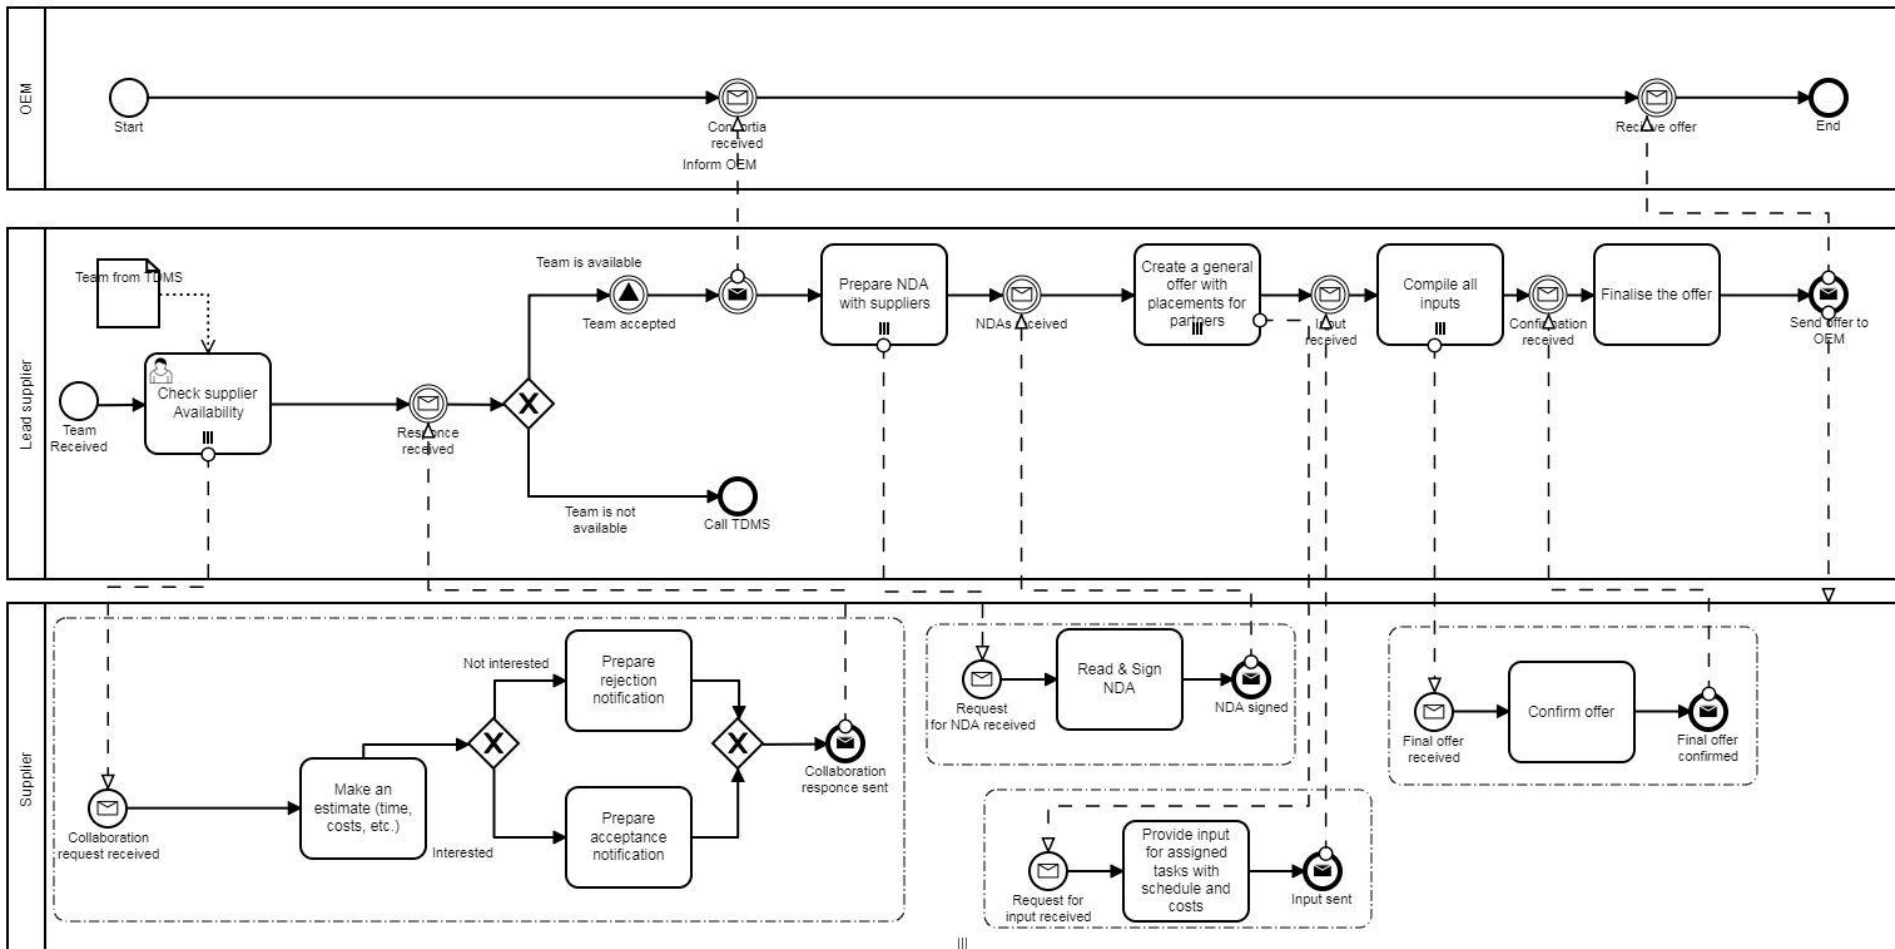 OEM
Start
Consortia
received
Inform OEM
Recieve offer
End
Lead supplier
Team from TDMS
Team
Received
Check supplier
Availability
Responce
received
Team is available
Team accepted
Team is not
available
Call TDMS
Prepare NDA
with suppliers
NDAs received
Create a general
offer with
placements for
partners
Input
received
Compile all
inputs
Confirmation
received
Finalise the offer
Send offer to
OEM
Supplier
Collaboration
request received
Make an
estimate (time,
costs, etc.)
Not interested
Interested
Prepare
rejection
notification
Prepare
acceptance
notification
Collaboration
responce sent
Request
for NDA received
Read & Sign
NDA
NDA signed
Request for
input received
Provide input
for assigned
tasks with
schedule and
costs
Input sent
Final offer
received
Confirm offer
Final offer
confirmed